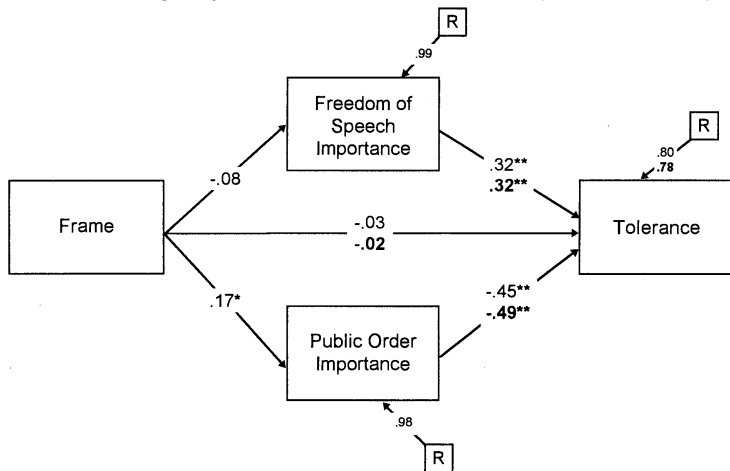 R
.99
Freedom of
Speech
Importance
R
.80
.78
.32**
.32**
-.08
Frame
-.03
-.02
Tolerance
.17*
-.45**
-.49**
Public Order
Importance
.98
R